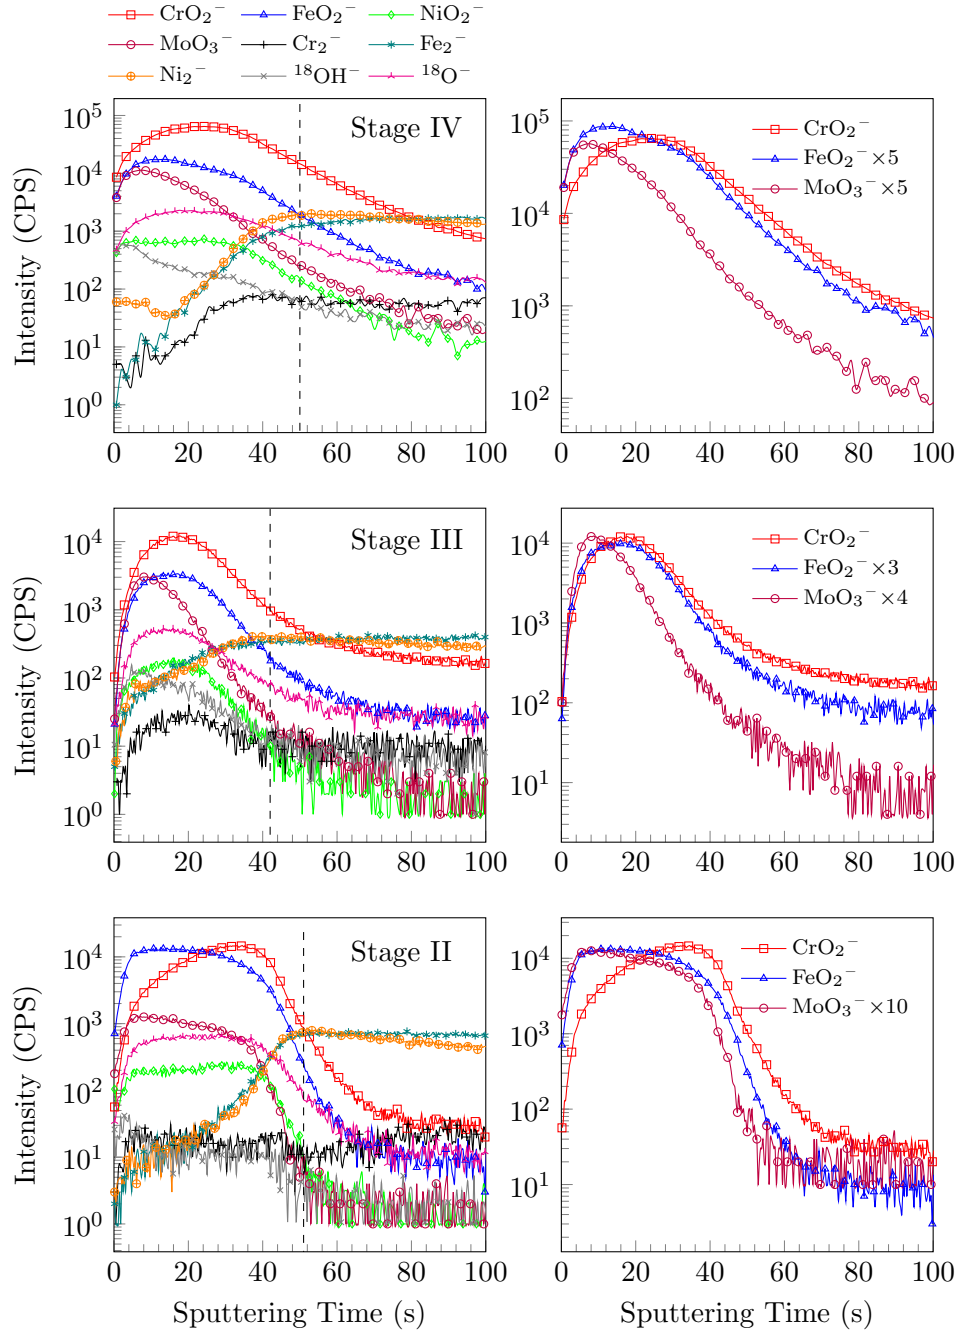 CrO₂⁻ FeO₂⁻ NiO₂⁻
MoO₃⁻ Cr₂⁻ Fe₂⁻
Ni₂⁻ ¹⁸OH⁻ ¹⁸O⁻
Intensity (CPS)
10⁵
10⁴
10³
10²
10¹
10⁰
Stage IV
0 20 40 60 80 100
10⁵
10⁴
10³
10²
CrO₂⁻
FeO₂⁻×5
MoO₃⁻×5
0 20 40 60 80 100
Intensity (CPS)
10⁴
10³
10²
10¹
10⁰
Stage III
0 20 40 60 80 100
10⁴
10³
10²
10¹
CrO₂⁻
FeO₂⁻×3
MoO₃⁻×4
0 20 40 60 80 100
Intensity (CPS)
10⁴
10³
10²
10¹
10⁰
Stage II
0 20 40 60 80 100
Sputtering Time (s)
10⁴
10³
10²
10¹
CrO₂⁻
FeO₂⁻
MoO₃⁻×10
0 20 40 60 80 100
Sputtering Time (s)